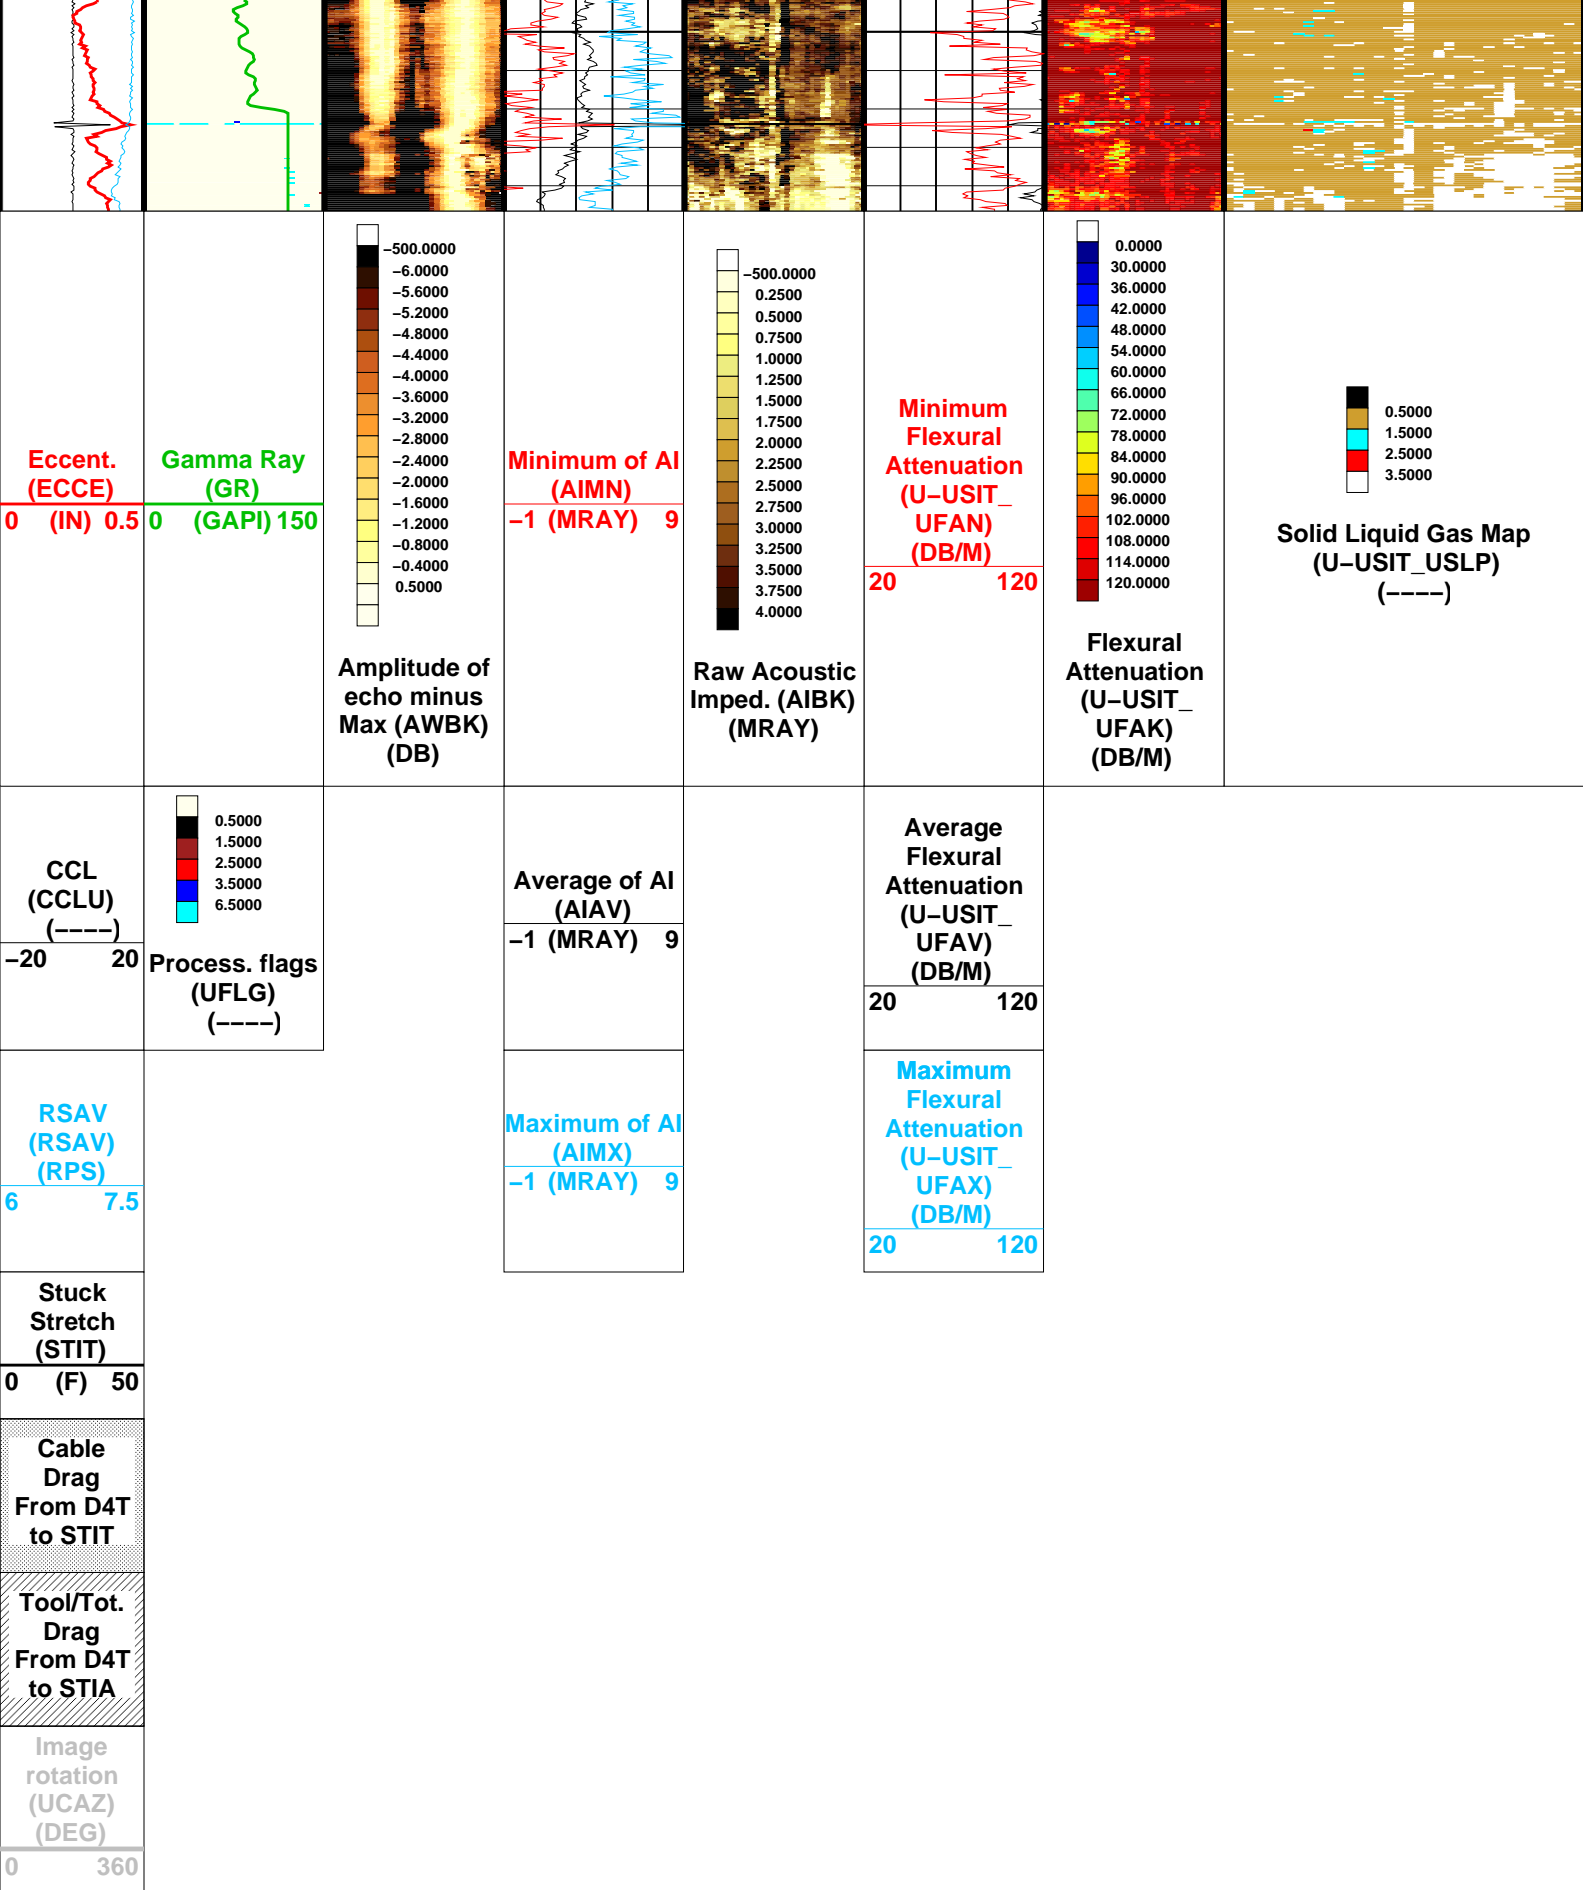 Eccent.
(ECCE)
0 (IN) 0.5
Gamma Ray
(GR)
0 (GAPI) 150
−500.0000
−6.0000
−5.6000
−5.2000
−4.8000
−4.4000
−4.0000
−3.6000
−3.2000
−2.8000
−2.4000
−2.0000
−1.6000
−1.2000
−0.8000
−0.4000
0.5000
Amplitude of
echo minus
Max (AWBK)
(DB)
Minimum of AI
(AIMN)
−1 (MRAY) 9
−500.0000
0.2500
0.5000
0.7500
1.0000
1.2500
1.5000
1.7500
2.0000
2.2500
2.5000
2.7500
3.0000
3.2500
3.5000
3.7500
4.0000
Raw Acoustic
Imped. (AIBK)
(MRAY)
Minimum
Flexural
Attenuation
(U−USIT_
UFAN)
(DB/M)
20 120
0.0000
30.0000
36.0000
42.0000
48.0000
54.0000
60.0000
66.0000
72.0000
78.0000
84.0000
90.0000
96.0000
102.0000
108.0000
114.0000
120.0000
Flexural
Attenuation
(U−USIT_
UFAK)
(DB/M)
0.5000
1.5000
2.5000
3.5000
Solid Liquid Gas Map
(U−USIT_USLP)
(−−−−)
CCL
(CCLU)
(−−−−)
−20 20
0.5000
1.5000
2.5000
3.5000
6.5000
Process. flags
(UFLG)
(−−−−)
Average of AI
(AIAV)
−1 (MRAY) 9
Average
Flexural
Attenuation
(U−USIT_
UFAV)
(DB/M)
20 120
RSAV
(RSAV)
(RPS)
6 7.5
Maximum of AI
(AIMX)
−1 (MRAY) 9
Maximum
Flexural
Attenuation
(U−USIT_
UFAX)
(DB/M)
20 120
Stuck
Stretch
(STIT)
0 (F) 50
Cable
Drag
From D4T
to STIT
Tool/Tot.
Drag
From D4T
to STIA
Image
rotation
(UCAZ)
(DEG)
0 360